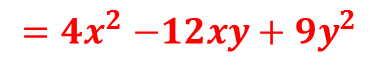 = 4x² −12xy + 9y²